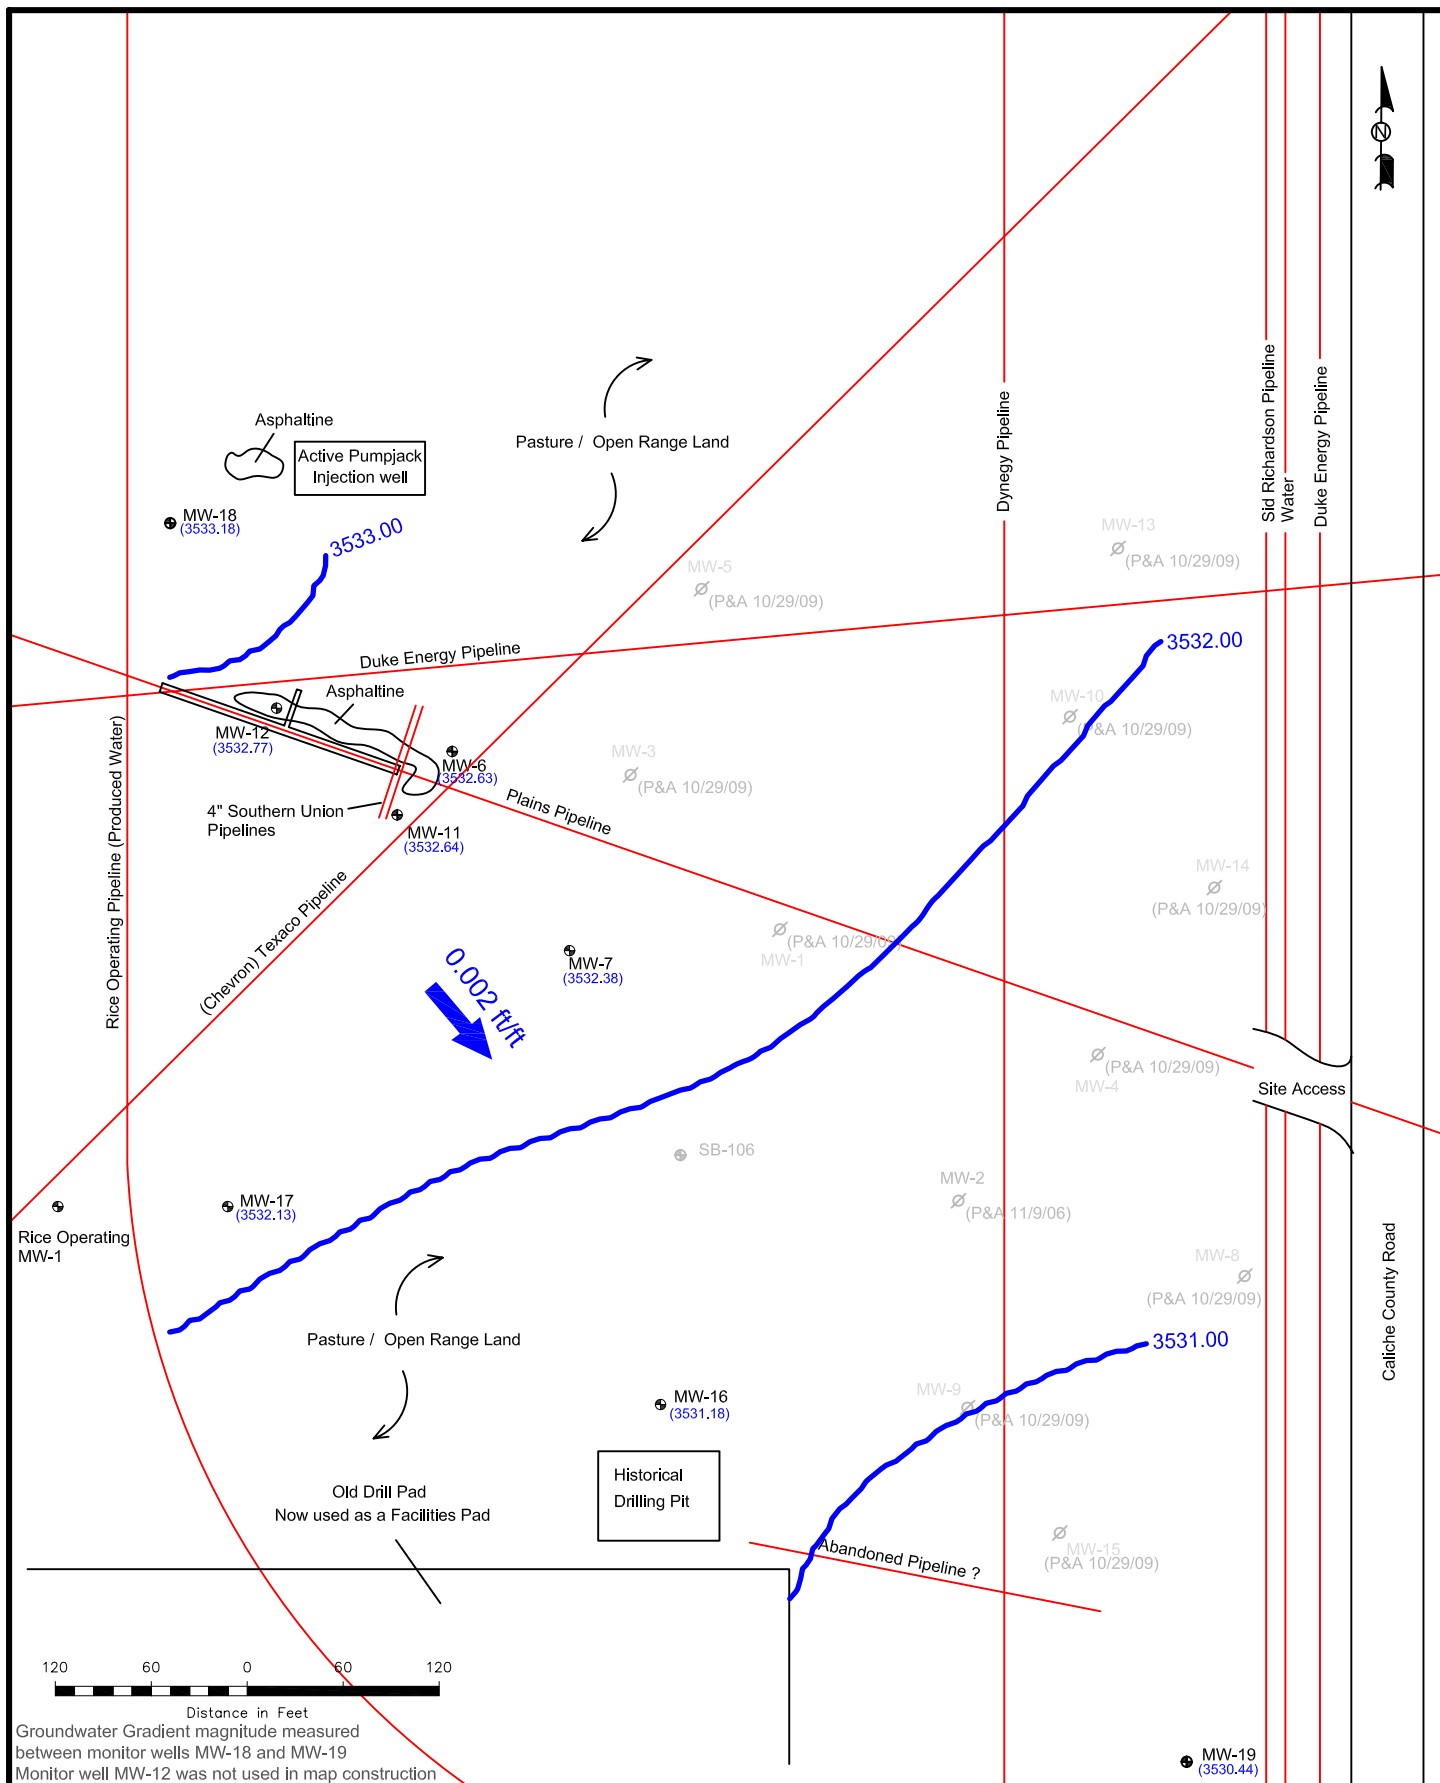 N
Asphaltine
Active Pumpjack
Injection well
Pasture / Open Range Land
Dynegy Pipeline
Sid Richardson Pipeline
Water
Duke Energy Pipeline
MW-18
(3533.18)
3533.00
MW-13
(P&A 10/29/09)
MW-5
(P&A 10/29/09)
3532.00
Duke Energy Pipeline
Asphaltine
MW-10
(P&A 10/29/09)
MW-12
(3532.77)
MW-6
(3532.63)
MW-3
(P&A 10/29/09)
Plains Pipeline
4" Southern Union
Pipelines
MW-11
(3532.64)
Rice Operating Pipeline (Produced Water)
(Chevron) Texaco Pipeline
MW-14
(P&A 10/29/09)
(P&A 10/29/09)
MW-1
MW-7
(3532.38)
0.002 ft/ft
(P&A 10/29/09)
MW-4
Site Access
SB-106
MW-2
(P&A 11/9/06)
MW-17
(3532.13)
Rice Operating
MW-1
MW-8
(P&A 10/29/09)
Caliche County Road
Pasture / Open Range Land
3531.00
MW-16
(3531.18)
MW-9
(P&A 10/29/09)
Historical
Drilling Pit
Old Drill Pad
Now used as a Facilities Pad
Abandoned Pipeline ?
MW-15
(P&A 10/29/09)
120 60 0 60 120
Distance in Feet
Groundwater Gradient magnitude measured
between monitor wells MW-18 and MW-19
Monitor well MW-12 was not used in map construction
MW-19
(3530.44)